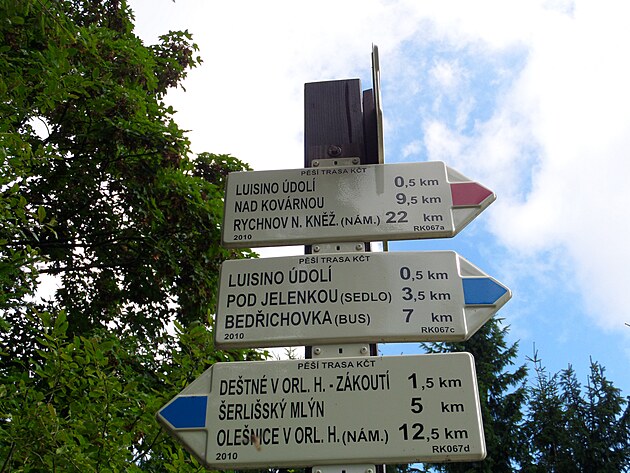 PĚŠÍ TRASA KČT
LUISINO ÚDOLÍ 0,5 km
NAD KOVÁRNOU 9,5 km
RYCHNOV N. KNĚŽ. (NÁM.) 22 km
2010 RK067a
PĚŠÍ TRASA KČT
LUISINO ÚDOLÍ 0,5 km
POD JELENKOU (SEDLO) 3,5 km
BEDŘICHOVKA (BUS) 7 km
2010 RK067c
PĚŠÍ TRASA KČT
DEŠTNÉ V ORL. H. - ZÁKOUTÍ 1,5 km
ŠERLIŠSKÝ MLÝN 5 km
OLEŠNICE V ORL. H. (NÁM.) 12,5 km
2010 RK067d